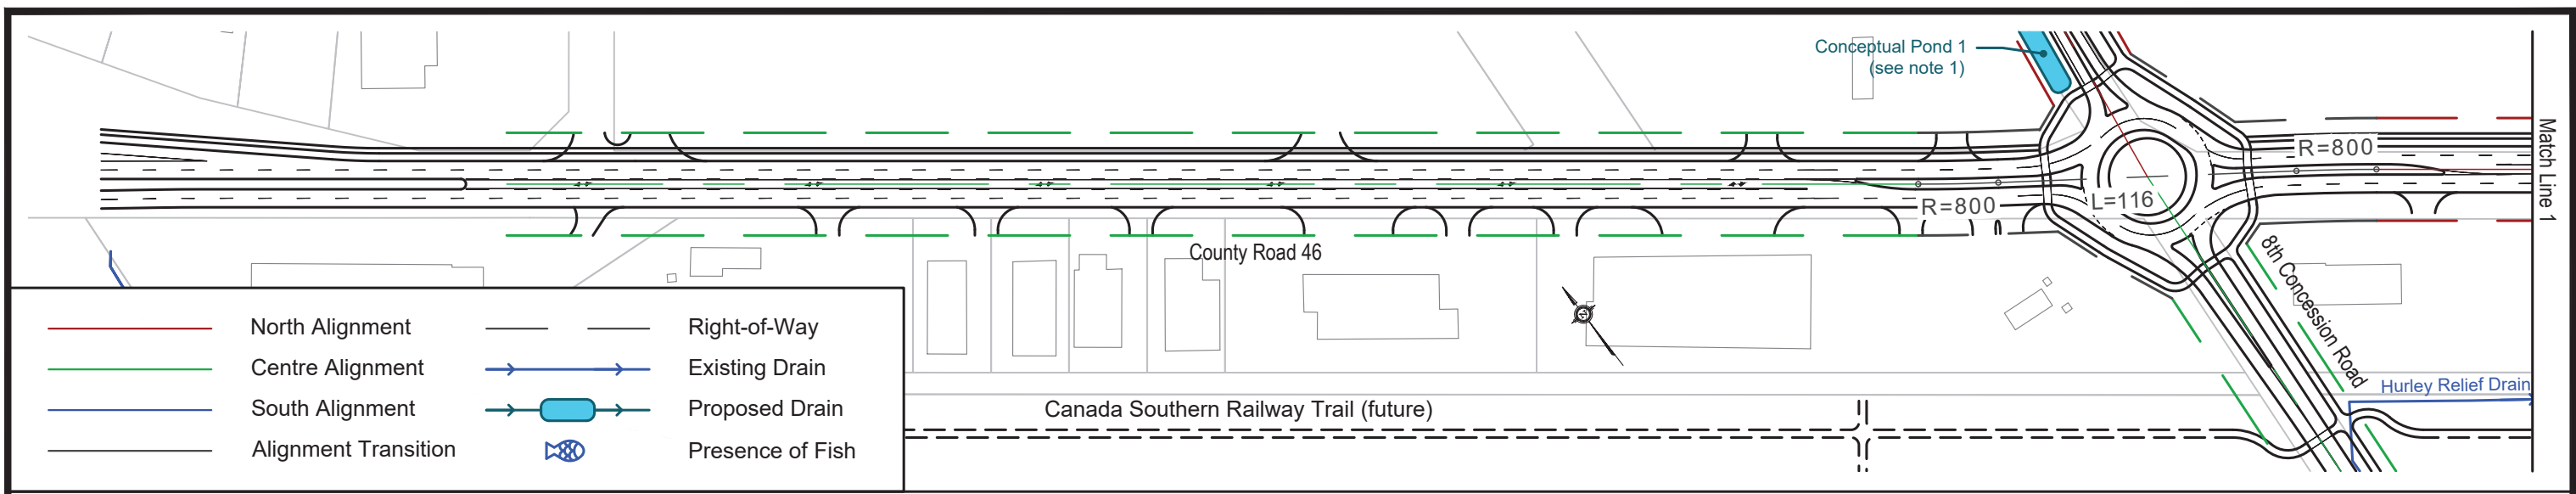 Conceptual Pond 1
(see note 1)
R=800
Match Line 1
L=116
R=800
County Road 46
8th Concession Road
North Alignment
Right-of-Way
Centre Alignment
Existing Drain
Hurley Relief Drain
South Alignment
Proposed Drain
Canada Southern Railway Trail (future)
Alignment Transition
Presence of Fish